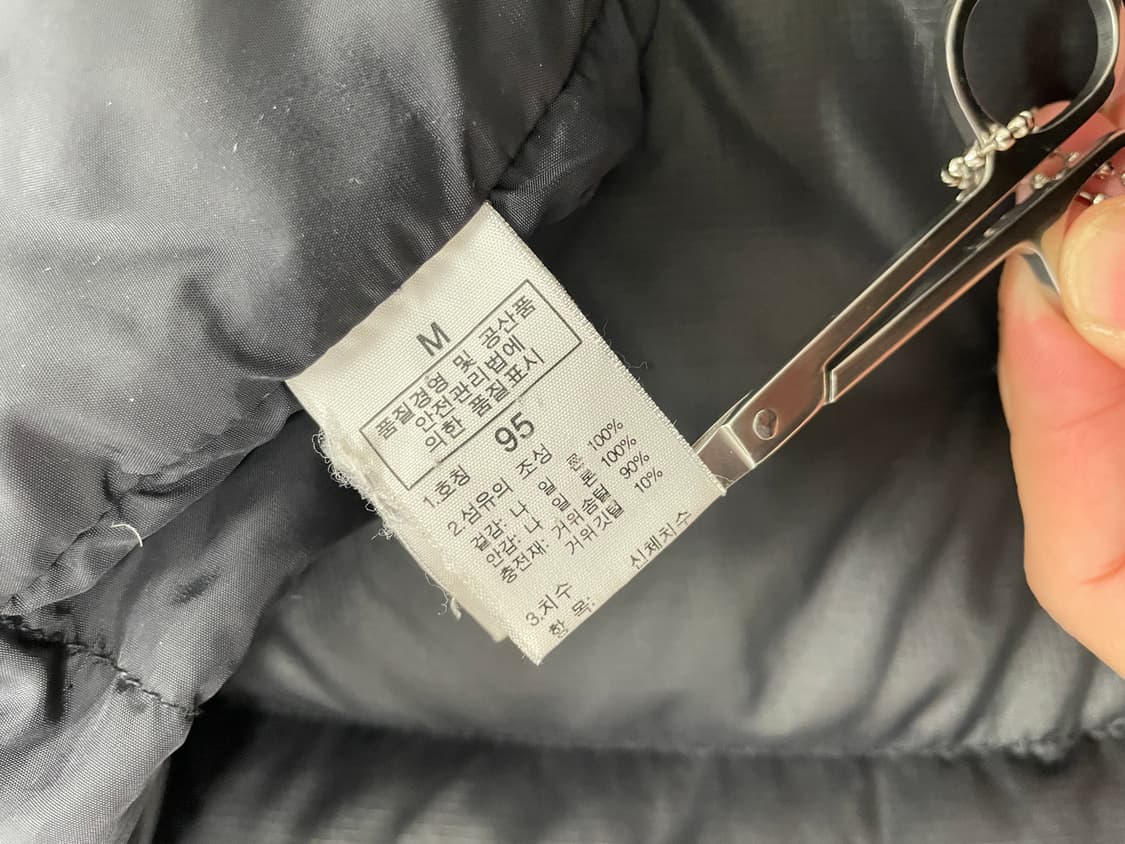 M
품질경영 및 공산품
안전관리법에
의한 품질표시
1.호칭 95
2.섬유의 조성
겉감: 나 일 론 100%
안감: 나 일 론 100%
충전재: 거위솜털 90%
거위깃털 10%
3.치수
항 목: 신체치수